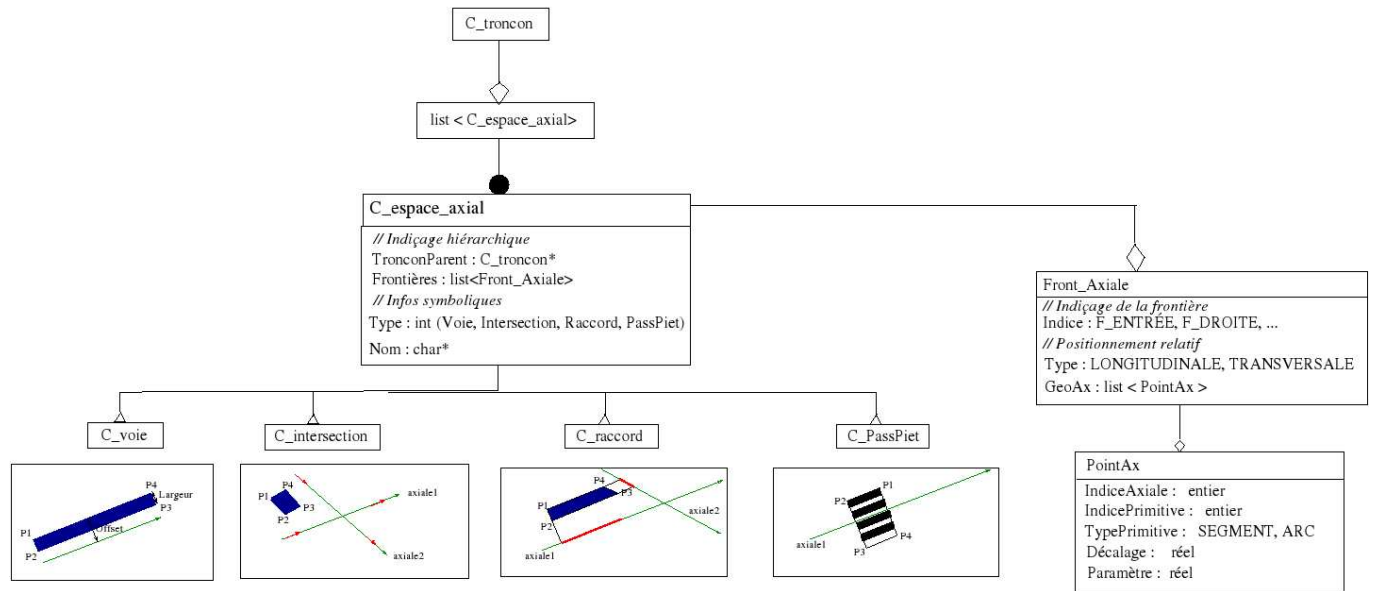 C_troncon
list < C_espace_axial>
C_espace_axial
// Indiçage hiérarchique
TronconParent : C_troncon*
Frontières : list<Front_Axiale>
// Infos symboliques
Type : int (Voie, Intersection, Raccord, PassPiet)
Nom : char*
Front_Axiale
// Indiçage de la frontière
Indice : F_ENTRÉE, F_DROITE, ...
// Positionnement relatif
Type : LONGITUDINALE, TRANSVERSALE
GeoAx : list < PointAx >
C_voie
C_intersection
C_raccord
C_PassPiet
PointAx
IndiceAxiale : entier
IndicePrimitive : entier
TypePrimitive : SEGMENT, ARC
Décalage : réel
Paramètre : réel
P4
Largeur
P3
Offset
P1
P2
P4
P1
P3
P2
axiale1
axiale2
P4
P3
P1
P2
axiale2
axiale1
P1
P2
P4
P3
axiale1